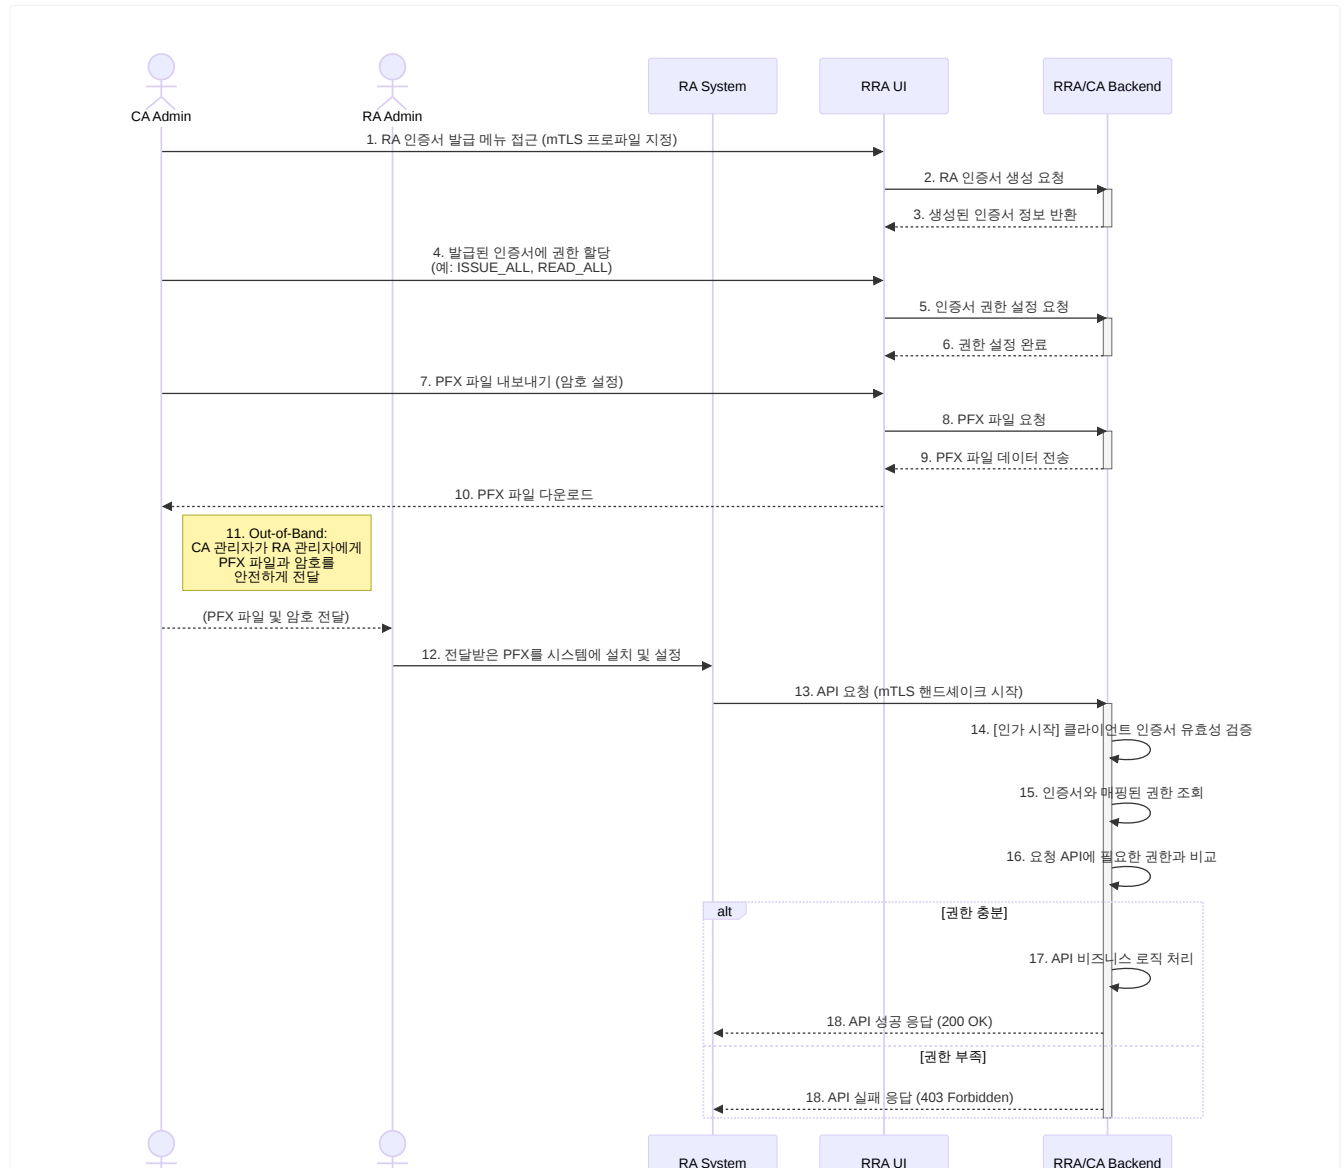 CA Admin
RA Admin
RA System
RRA UI
RRA/CA Backend
1. RA 인증서 발급 메뉴 접근 (mTLS 프로파일 지정)
2. RA 인증서 생성 요청
3. 생성된 인증서 정보 반환
4. 발급된 인증서에 권한 할당
(예: ISSUE_ALL, READ_ALL)
5. 인증서 권한 설정 요청
6. 권한 설정 완료
7. PFX 파일 내보내기 (암호 설정)
8. PFX 파일 요청
9. PFX 파일 데이터 전송
10. PFX 파일 다운로드
11. Out-of-Band:
CA 관리자가 RA 관리자에게
PFX 파일과 암호를
안전하게 전달
(PFX 파일 및 암호 전달)
12. 전달받은 PFX를 시스템에 설치 및 설정
13. API 요청 (mTLS 핸드셰이크 시작)
14. [인가 시작] 클라이언트 인증서 유효성 검증
15. 인증서와 매핑된 권한 조회
16. 요청 API에 필요한 권한과 비교
alt
[권한 충분]
17. API 비즈니스 로직 처리
18. API 성공 응답 (200 OK)
[권한 부족]
18. API 실패 응답 (403 Forbidden)
RA System
RRA UI
RRA/CA Backend